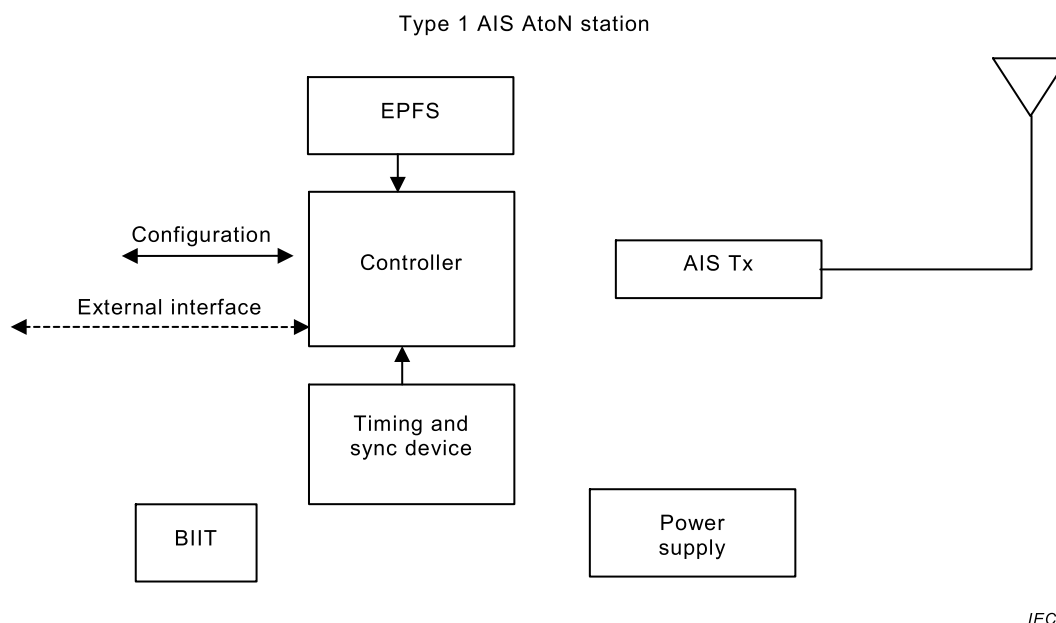 Type 1 AIS AtoN station
EPFS
Configuration
Controller
AIS Tx
External interface
Timing and
sync device
BIIT
Power
supply
IEC